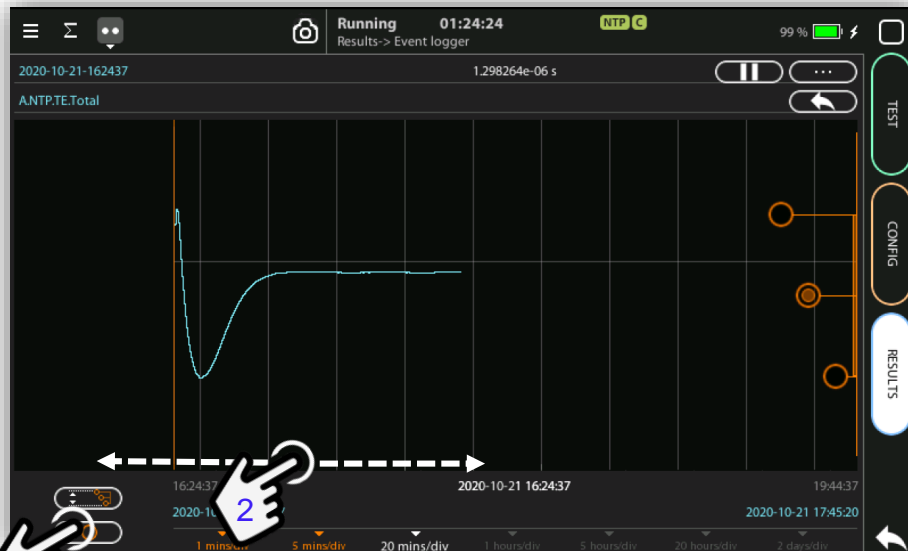 Running 01:24:24 NTP C 99 %
Results-> Event logger
2020-10-21-162437 1.298264e-06 s
A.NTP.TE.Total
TEST
CONFIG
RESULTS
16:24:37 2020-10-21 16:24:37 19:44:37
2 2020-10-21 17:45:20
1 mins/div 5 mins/div 20 mins/div 1 hours/div 5 hours/div 20 hours/div 2 days/div